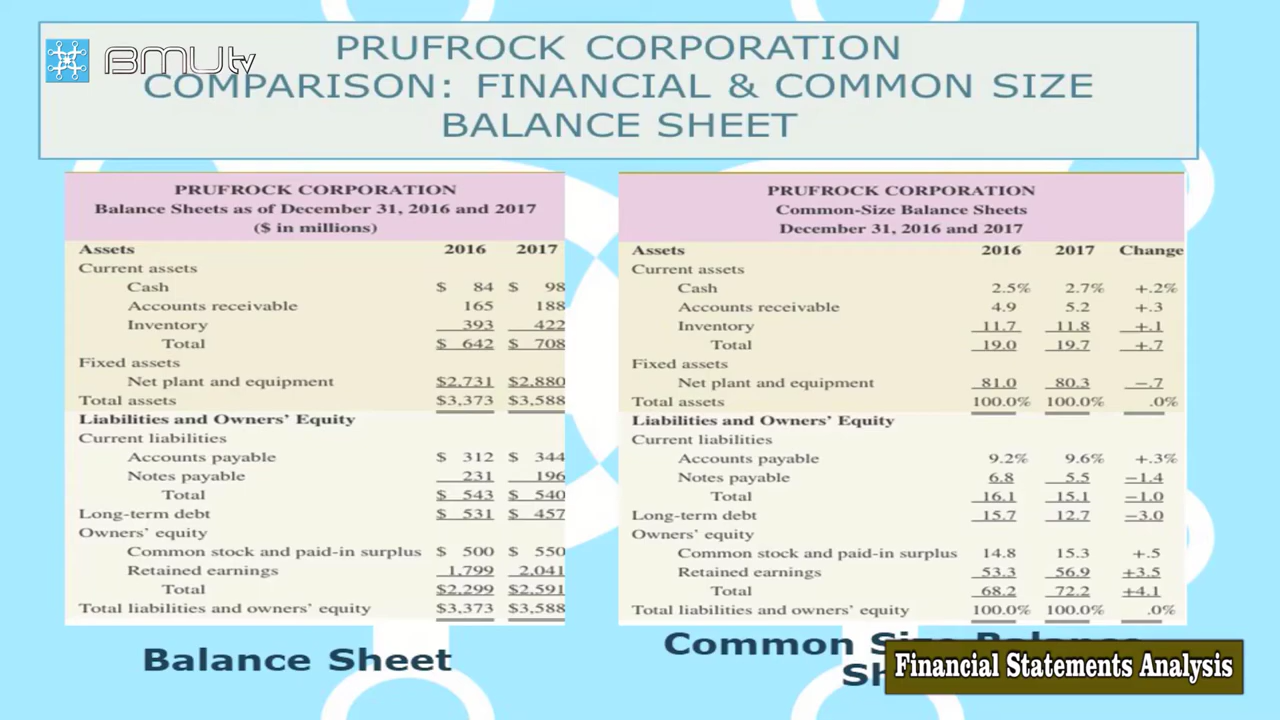 BMUtv
PRUFROCK CORPORATION
COMPARISON: FINANCIAL & COMMON SIZE
BALANCE SHEET
PRUFROCK CORPORATION
Balance Sheets as of December 31, 2016 and 2017
($ in millions)
Assets 2016 2017
Current assets
Cash $ 84 $ 98
Accounts receivable 165 188
Inventory 393 422
Total $ 642 $ 708
Fixed assets
Net plant and equipment $2,731 $2,880
Total assets $3,373 $3,588
Liabilities and Owners' Equity
Current liabilities
Accounts payable $ 312 $ 344
Notes payable 231 196
Total $ 543 $ 540
Long-term debt $ 531 $ 457
Owners' equity
Common stock and paid-in surplus $ 500 $ 550
Retained earnings 1,799 2,041
Total $2,299 $2,591
Total liabilities and owners' equity $3,373 $3,588
Balance Sheet
PRUFROCK CORPORATION
Common-Size Balance Sheets
December 31, 2016 and 2017
Assets 2016 2017 Change
Current assets
Cash 2.5% 2.7% +.2%
Accounts receivable 4.9 5.2 +.3
Inventory 11.7 11.8 +.1
Total 19.0 19.7 +.7
Fixed assets
Net plant and equipment 81.0 80.3 −.7
Total assets 100.0% 100.0% .0%
Liabilities and Owners' Equity
Current liabilities
Accounts payable 9.2% 9.6% +.3%
Notes payable 6.8 5.5 −1.4
Total 16.1 15.1 −1.0
Long-term debt 15.7 12.7 −3.0
Owners' equity
Common stock and paid-in surplus 14.8 15.3 +.5
Retained earnings 53.3 56.9 +3.5
Total 68.2 72.2 +4.1
Total liabilities and owners' equity 100.0% 100.0% .0%
Common Size Balance
Financial Statements Analysis